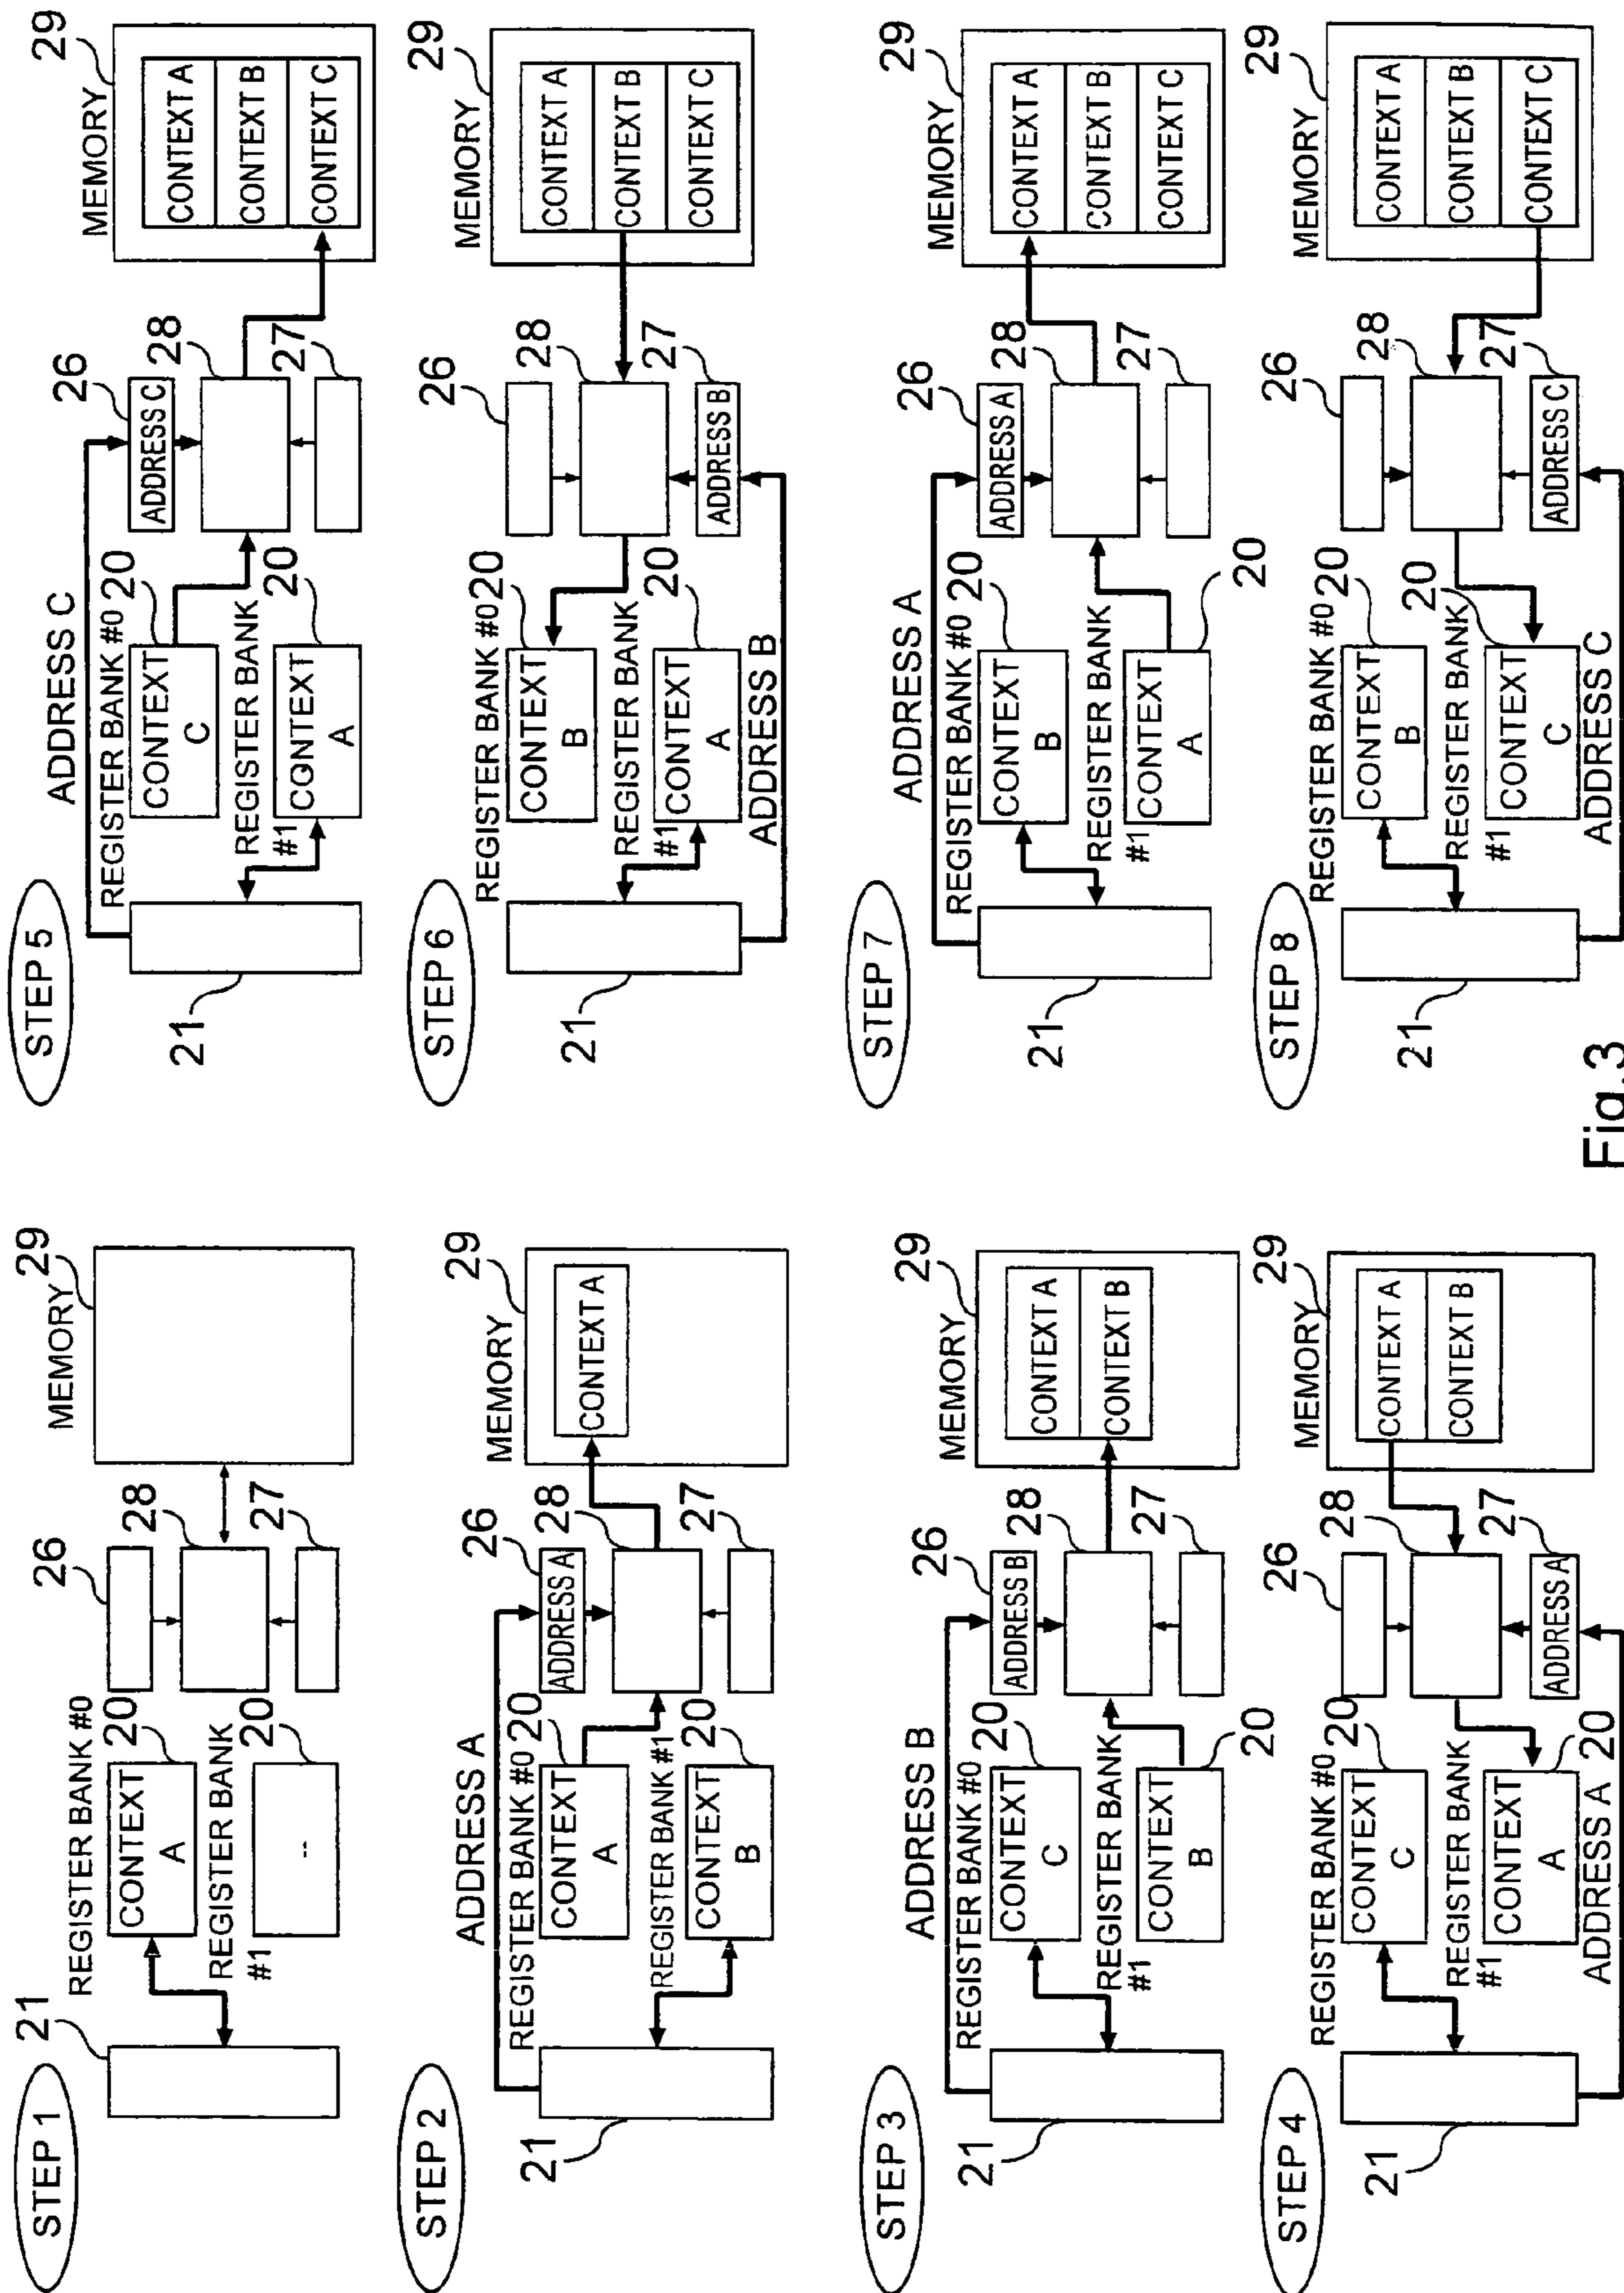 STEP 1
21
REGISTER BANK #0
CONTEXT
A
20
REGISTER BANK
#1
--
20
26
28
27
MEMORY
29
STEP 2
21
ADDRESS A
REGISTER BANK #0
CONTEXT
A
20
REGISTER BANK #1
CONTEXT
B
20
ADDRESS A
26
28
27
MEMORY
29
CONTEXT A
STEP 3
21
ADDRESS B
REGISTER BANK #0
CONTEXT
C
20
REGISTER BANK
#1
CONTEXT
B
20
ADDRESS B
26
28
27
MEMORY
29
CONTEXT A
CONTEXT B
STEP 4
21
REGISTER BANK #0
CONTEXT
C
20
REGISTER BANK
#1
CONTEXT
A
20
ADDRESS A
26
28
27
ADDRESS A
MEMORY
29
CONTEXT A
CONTEXT B
STEP 5
21
ADDRESS C
REGISTER BANK #0
CONTEXT
C
20
REGISTER BANK
#1
CONTEXT
A
20
ADDRESS C
26
28
27
MEMORY
29
CONTEXT A
CONTEXT B
CONTEXT C
STEP 6
21
REGISTER BANK #0
CONTEXT
B
20
REGISTER BANK
#1
CONTEXT
A
20
ADDRESS B
26
28
27
ADDRESS B
MEMORY
29
CONTEXT A
CONTEXT B
CONTEXT C
STEP 7
21
ADDRESS A
REGISTER BANK #0
CONTEXT
B
20
REGISTER BANK
#1
CONTEXT
A
20
ADDRESS A
26
28
27
MEMORY
29
CONTEXT A
CONTEXT B
CONTEXT C
STEP 8
21
REGISTER BANK #0
CONTEXT
B
20
REGISTER BANK
#1
CONTEXT
C
20
ADDRESS C
26
28
27
ADDRESS C
MEMORY
29
CONTEXT A
CONTEXT B
CONTEXT C
Fig.3